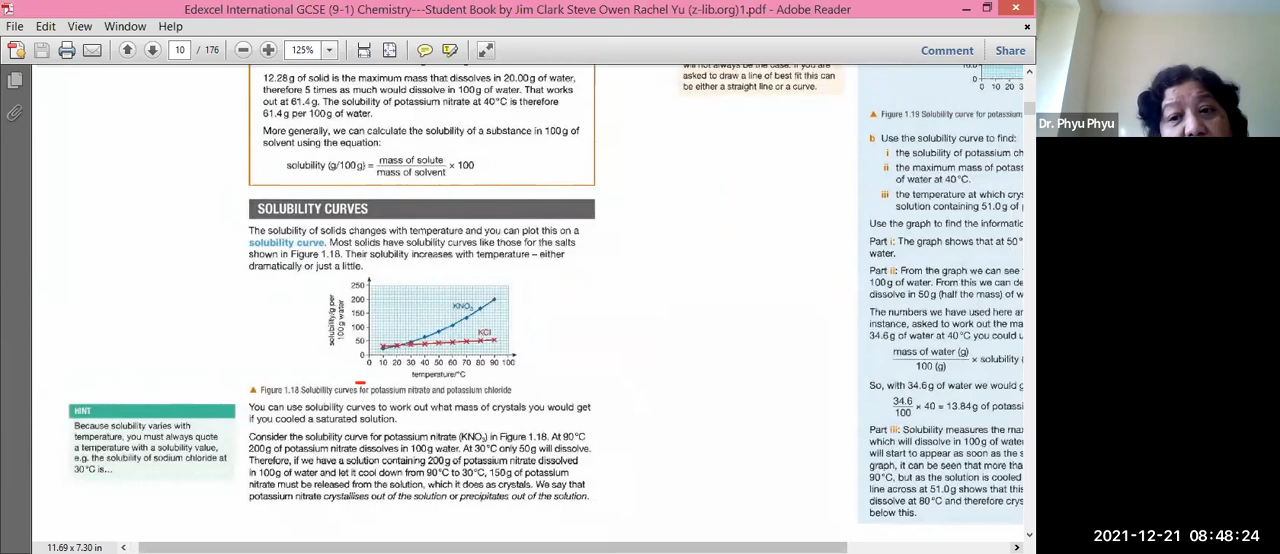 Edexcel International GCSE (9-1) Chemistry---Student Book by Jim Clark Steve Owen Rachel Yu (z-lib.org)1.pdf - Adobe Reader
File Edit View Window Help
10 / 176 125% Comment Share
12.28 g of solid is the maximum mass that dissolves in 20.00 g of water,
therefore 5 times as much would dissolve in 100 g of water. That works
out at 61.4 g. The solubility of potassium nitrate at 40 °C is therefore
61.4 g per 100 g of water.
More generally, we can calculate the solubility of a substance in 100 g of
solvent using the equation:
solubility (g/100 g) = mass of solute / mass of solvent × 100
SOLUBILITY CURVES
The solubility of solids changes with temperature and you can plot this on a
solubility curve. Most solids have solubility curves like those for the salts
shown in Figure 1.18. Their solubility increases with temperature – either
dramatically or just a little.
solubility/g per
100 g water
250
200
150
100
50
0
KNO₃
KCl
0 10 20 30 40 50 60 70 80 90 100
temperature/°C
▲ Figure 1.18 Solubility curves for potassium nitrate and potassium chloride
You can use solubility curves to work out what mass of crystals you would get
if you cooled a saturated solution.
Consider the solubility curve for potassium nitrate (KNO₃) in Figure 1.18. At 90 °C
200 g of potassium nitrate dissolves in 100 g water. At 30 °C only 50 g will dissolve.
Therefore, if we have a solution containing 200 g of potassium nitrate dissolved
in 100 g of water and let it cool down from 90 °C to 30 °C, 150 g of potassium
nitrate must be released from the solution, which it does as crystals. We say that
potassium nitrate crystallises out of the solution or precipitates out of the solution.
HINT
Because solubility varies with
temperature, you must always quote
a temperature with a solubility value,
e.g. the solubility of sodium chloride at
30 °C is...
not always be the case. If you are
asked to draw a line of best fit this can
be either a straight line or a curve.
0 10 20 3
▲ Figure 1.19 Solubility curve for potassium
b Use the solubility curve to find:
i the solubility of potassium ch
ii the maximum mass of potas
of water at 40 °C.
iii the temperature at which crys
solution containing 51.0 g of
Use the graph to find the informatio
Part i: The graph shows that at 50°
water.
Part ii: From the graph we can see
100 g of water. From this we can de
dissolve in 50 g (half the mass) of w
The numbers we have used here ar
instance, asked to work out the ma
34.6 g of water at 40 °C you could u
mass of water (g) / 100 (g) × solubility
So, with 34.6 g of water we would g
34.6 / 100 × 40 = 13.84 g of potass
Part iii: Solubility measures the ma
which will dissolve in 100 g of water
will start to appear as soon as the s
graph, it can be seen that more tha
90 °C, but as the solution is cooled
line across at 51.0 g shows that this
dissolve at 80 °C and therefore crys
below this.
11.69 x 7.30 in
Dr. Phyu Phyu
2021-12-21 08:48:24